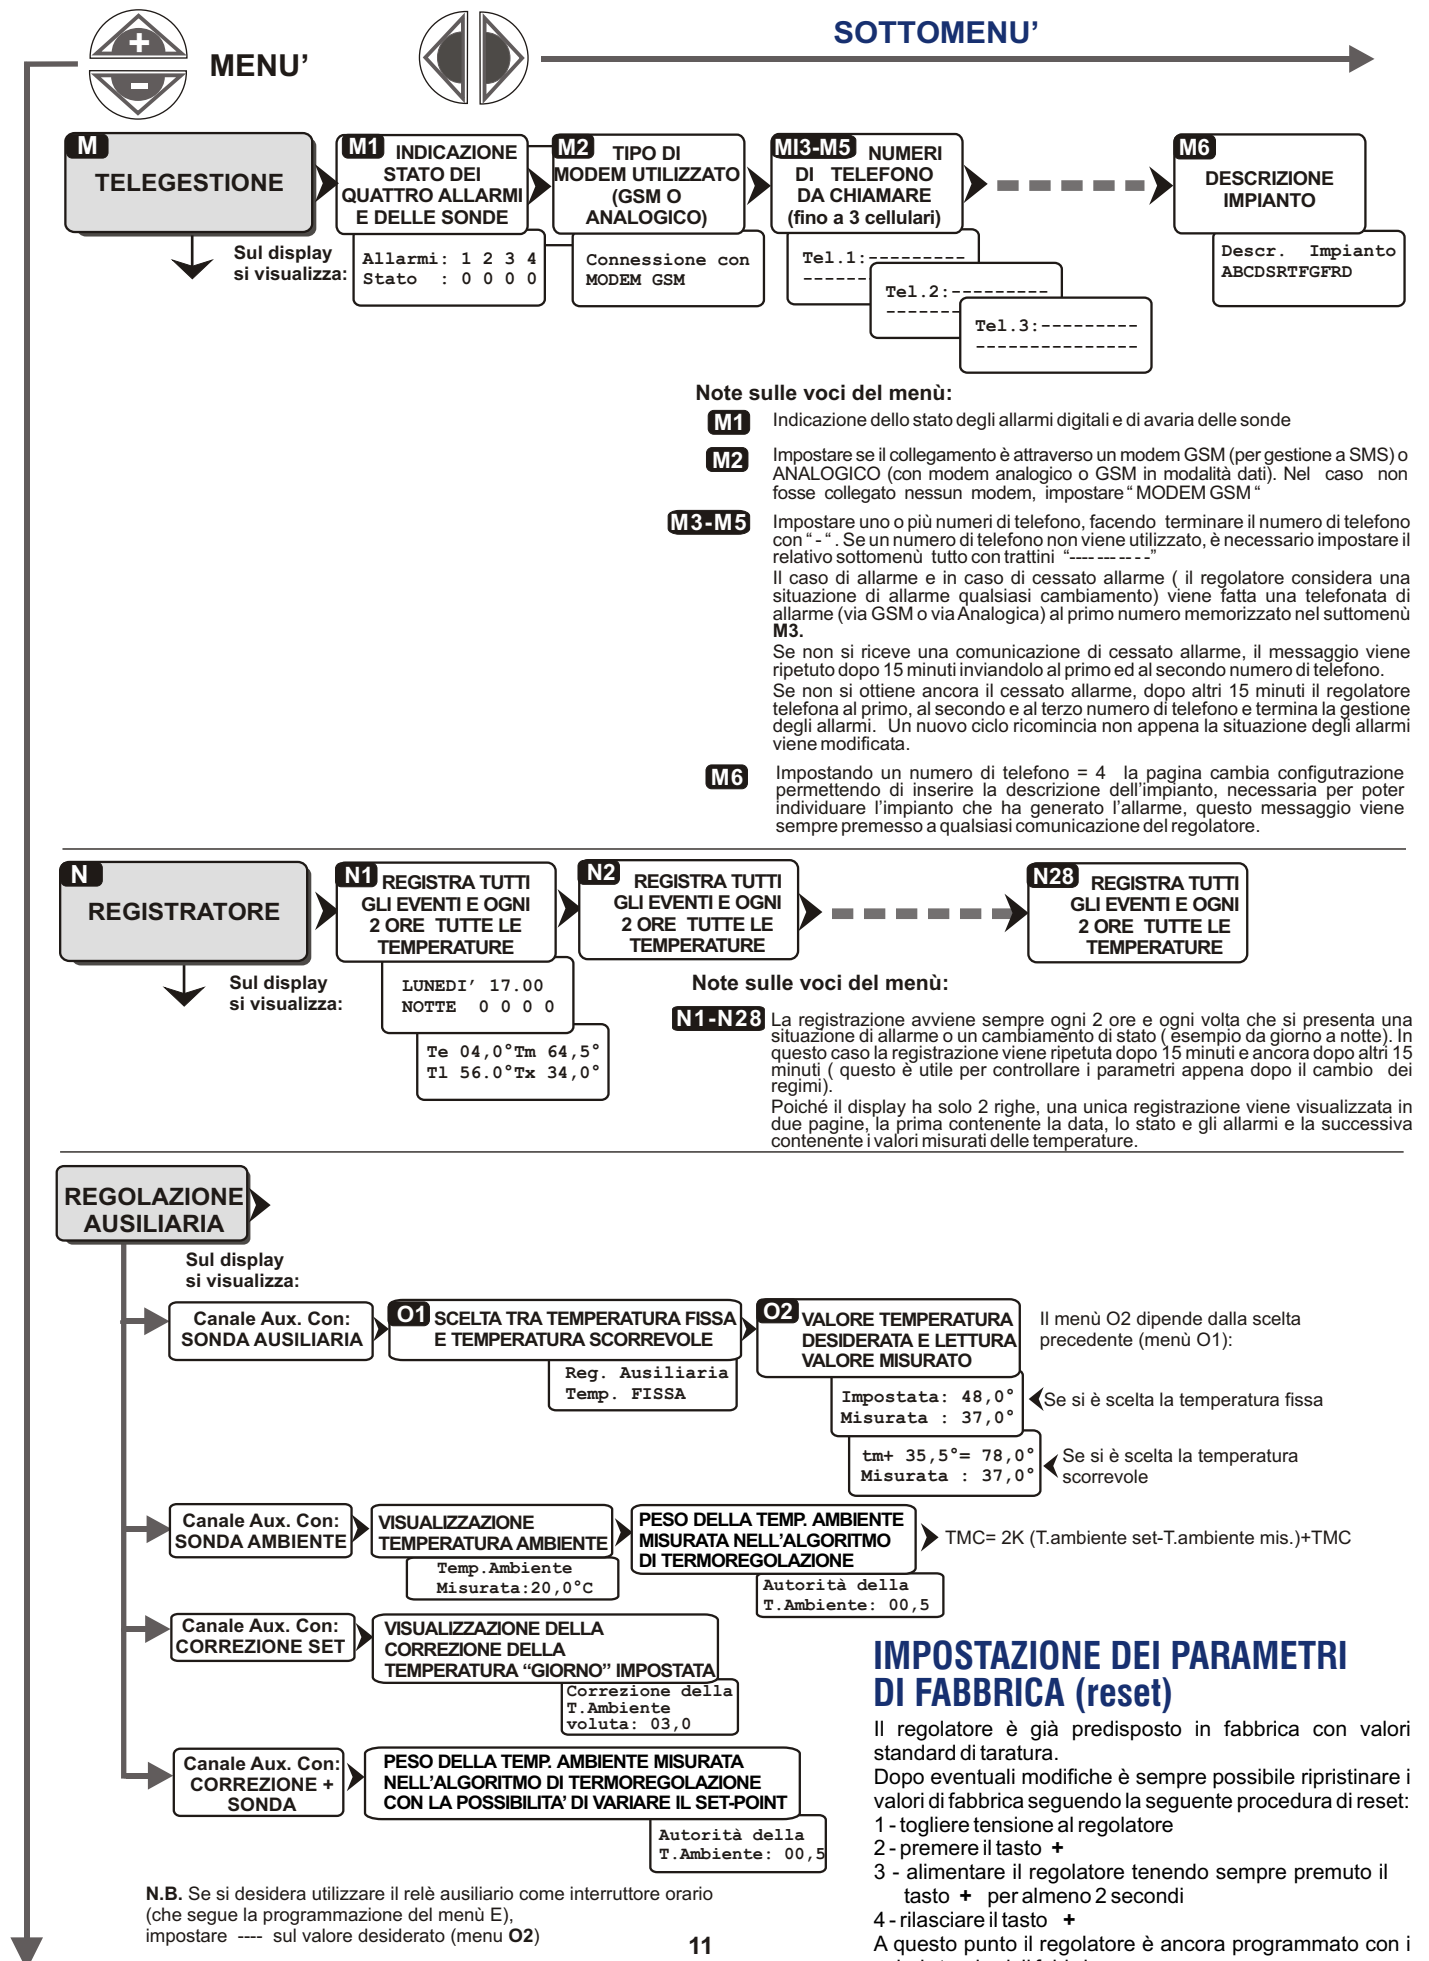 MENU’
SOTTOMENU’
M
TELEGESTIONE
M1 INDICAZIONE
STATO DEI
QUATTRO ALLARMI
E DELLE SONDE
M2 TIPO DI
MODEM UTILIZZATO
(GSM O
ANALOGICO)
MI3-M5 NUMERI
DI TELEFONO
DA CHIAMARE
(fino a 3 cellulari)
M6
DESCRIZIONE
IMPIANTO
Sul display
si visualizza:
Allarmi: 1 2 3 4
Stato : 0 0 0 0
Connessione con
MODEM GSM
Tel.1:---------
Tel.2:---------
Tel.3:---------
---------------
Descr. Impianto
ABCDSRTFGFRD
Note sulle voci del menù:
M1 Indicazione dello stato degli allarmi digitali e di avaria delle sonde
M2 Impostare se il collegamento è attraverso un modem GSM (per gestione a SMS) o
ANALOGICO (con modem analogico o GSM in modalità dati). Nel caso non
fosse collegato nessun modem, impostare “ MODEM GSM “
M3-M5 Impostare uno o più numeri di telefono, facendo terminare il numero di telefono
con “ - “ . Se un numero di telefono non viene utilizzato, è necessario impostare il
relativo sottomenù tutto con trattini “---- --- -- - -”
Il caso di allarme e in caso di cessato allarme ( il regolatore considera una
situazione di allarme qualsiasi cambiamento) viene fatta una telefonata di
allarme (via GSM o via Analogica) al primo numero memorizzato nel suttomenù
M3.
Se non si riceve una comunicazione di cessato allarme, il messaggio viene
ripetuto dopo 15 minuti inviandolo al primo ed al secondo numero di telefono.
Se non si ottiene ancora il cessato allarme, dopo altri 15 minuti il regolatore
telefona al primo, al secondo e al terzo numero di telefono e termina la gestione
degli allarmi. Un nuovo ciclo ricomincia non appena la situazione degli allarmi
viene modificata.
M6 Impostando un numero di telefono = 4 la pagina cambia configutrazione
permettendo di inserire la descrizione dell’impianto, necessaria per poter
individuare l’impianto che ha generato l’allarme, questo messaggio viene
sempre premesso a qualsiasi comunicazione del regolatore.
N
REGISTRATORE
N1 REGISTRA TUTTI
GLI EVENTI E OGNI
2 ORE TUTTE LE
TEMPERATURE
N2 REGISTRA TUTTI
GLI EVENTI E OGNI
2 ORE TUTTE LE
TEMPERATURE
N28 REGISTRA TUTTI
GLI EVENTI E OGNI
2 ORE TUTTE LE
TEMPERATURE
Sul display
si visualizza:
LUNEDI’ 17.00
NOTTE 0 0 0 0
Te 04,0°Tm 64,5°
Tl 56.0°Tx 34,0°
Note sulle voci del menù:
N1-N28 La registrazione avviene sempre ogni 2 ore e ogni volta che si presenta una
situazione di allarme o un cambiamento di stato ( esempio da giorno a notte). In
questo caso la registrazione viene ripetuta dopo 15 minuti e ancora dopo altri 15
minuti ( questo è utile per controllare i parametri appena dopo il cambio dei
regimi).
Poiché il display ha solo 2 righe, una unica registrazione viene visualizzata in
due pagine, la prima contenente la data, lo stato e gli allarmi e la successiva
contenente i valori misurati delle temperature.
REGOLAZIONE
AUSILIARIA
Sul display
si visualizza:
Canale Aux. Con:
SONDA AUSILIARIA
O1 SCELTA TRA TEMPERATURA FISSA
E TEMPERATURA SCORREVOLE
Reg. Ausiliaria
Temp. FISSA
O2 VALORE TEMPERATURA
DESIDERATA E LETTURA
VALORE MISURATO
Il menù O2 dipende dalla scelta
precedente (menù O1):
Impostata: 48,0°
Misurata : 37,0°
Se si è scelta la temperatura fissa
tm+ 35,5°= 78,0°
Misurata : 37,0°
Se si è scelta la temperatura
scorrevole
Canale Aux. Con:
SONDA AMBIENTE
VISUALIZZAZIONE
TEMPERATURA AMBIENTE
Temp.Ambiente
Misurata:20,0°C
PESO DELLA TEMP. AMBIENTE
MISURATA NELL’ALGORITMO
DI TERMOREGOLAZIONE
Autorità della
T.Ambiente: 00,5
TMC= 2K (T.ambiente set-T.ambiente mis.)+TMC
Canale Aux. Con:
CORREZIONE SET
VISUALIZZAZIONE DELLA
CORREZIONE DELLA
TEMPERATURA “GIORNO” IMPOSTATA
Correzione della
T.Ambiente
voluta: 03,0
Canale Aux. Con:
CORREZIONE +
SONDA
PESO DELLA TEMP. AMBIENTE MISURATA
NELL’ALGORITMO DI TERMOREGOLAZIONE
CON LA POSSIBILITA’ DI VARIARE IL SET-POINT
Autorità della
T.Ambiente: 00,5
N.B. Se si desidera utilizzare il relè ausiliario come interruttore orario
(che segue la programmazione del menù E),
impostare ---- sul valore desiderato (menu O2)
IMPOSTAZIONE DEI PARAMETRI
DI FABBRICA (reset)
Il regolatore è già predisposto in fabbrica con valori
standard di taratura.
Dopo eventuali modifiche è sempre possibile ripristinare i
valori di fabbrica seguendo la seguente procedura di reset:
1 - togliere tensione al regolatore
2 - premere il tasto +
3 - alimentare il regolatore tenendo sempre premuto il
tasto + per almeno 2 secondi
4 - rilasciare il tasto +
A questo punto il regolatore è ancora programmato con i
11